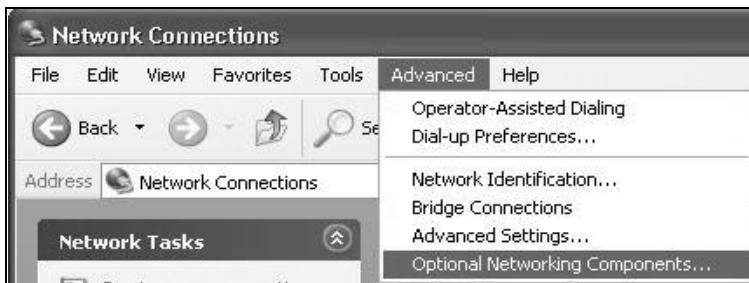 Network Connections
File Edit View Favorites Tools Advanced Help
Operator-Assisted Dialing
Back
Dial-up Preferences...
Address Network Connections
Network Identification...
Bridge Connections
Network Tasks
Advanced Settings...
Optional Networking Components...